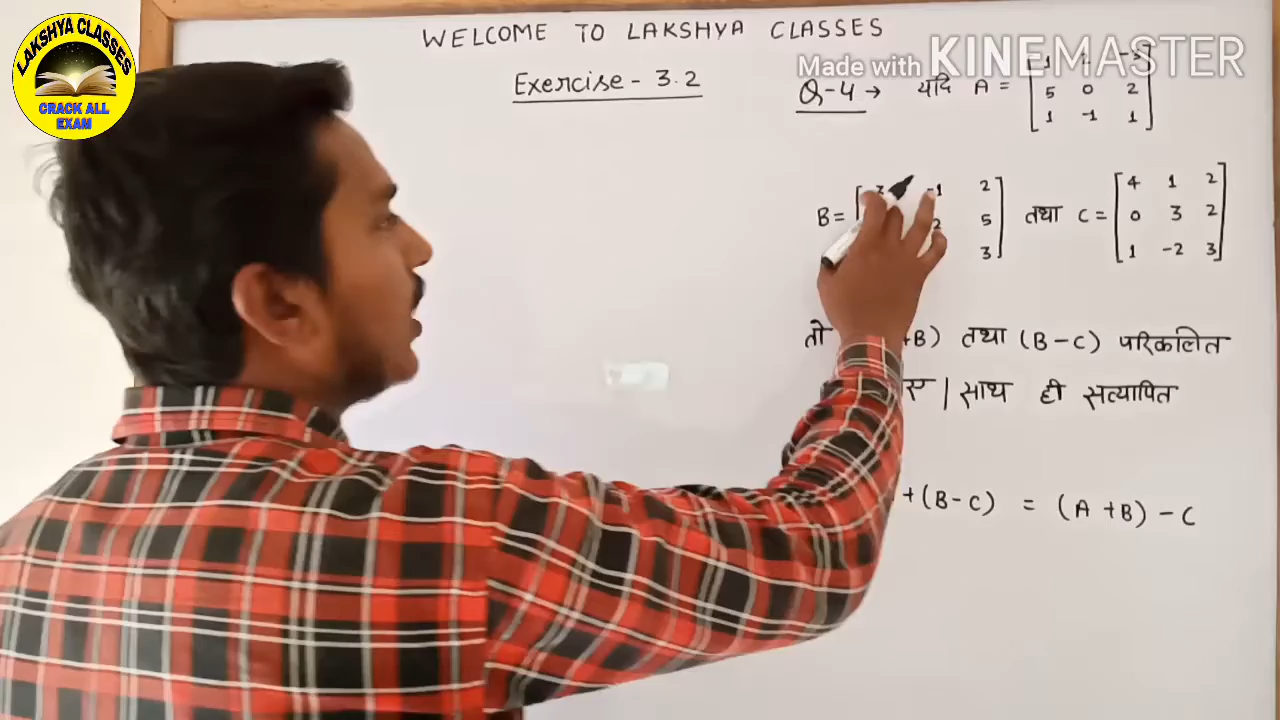 LAKSHYA CLASSES
CRACK ALL
EXAM
WELCOME TO LAKSHYA CLASSES
Made with KINEMASTER
Exercise - 3.2
Q-4 → यदि A =
5 0 2
1 -1 1
B = -1 2
2 5
3
तथा C = 4 1 2
0 3 2
1 -2 3
तो +B) तथा (B-C) परिकलित
ए | साथ ही सत्यापित
+(B-C) = (A+B)-C